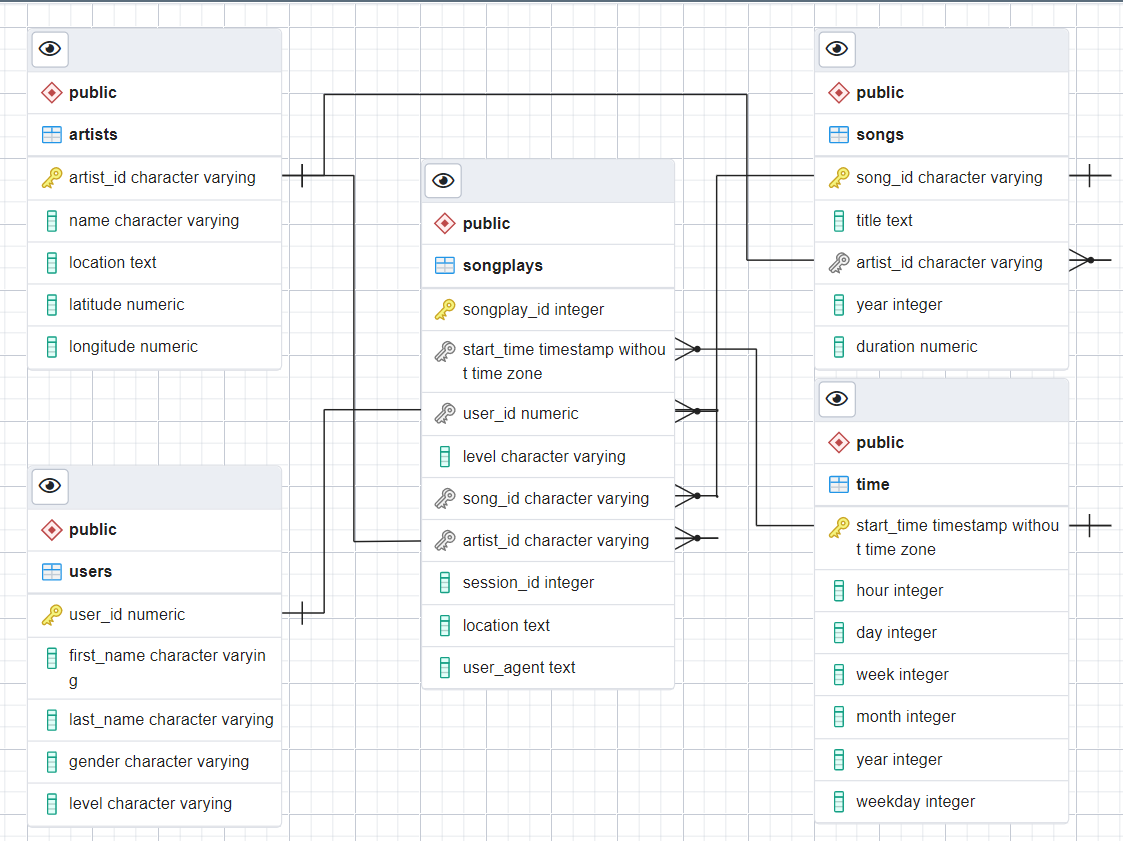 public
artists
artist_id character varying
name character varying
location text
latitude numeric
longitude numeric
public
users
user_id numeric
first_name character varyin
g
last_name character varying
gender character varying
level character varying
public
songplays
songplay_id integer
start_time timestamp withou
t time zone
user_id numeric
level character varying
song_id character varying
artist_id character varying
session_id integer
location text
user_agent text
public
songs
song_id character varying
title text
artist_id character varying
year integer
duration numeric
public
time
start_time timestamp withou
t time zone
hour integer
day integer
week integer
month integer
year integer
weekday integer